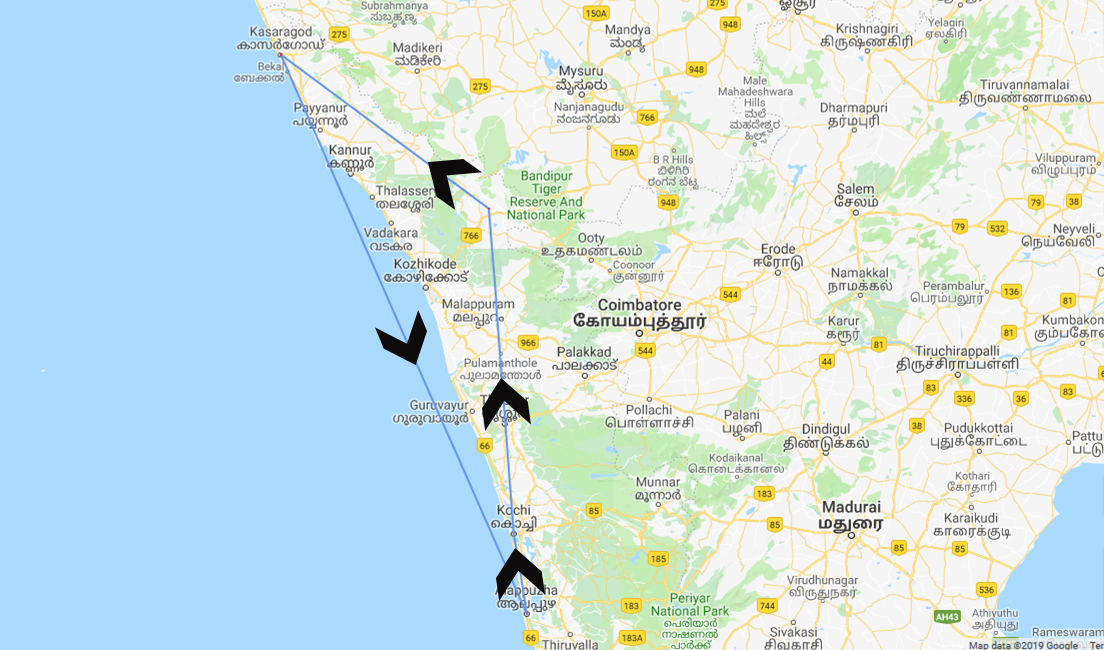 Subrahmanya
ಸುಬ್ರಹ್ಮಣ್ಯ
150A
275
948
ಹಾಸೂರು
Kasaragod
കാസർഗോഡ്
275
Madikeri
ಮಡಿಕೇರಿ
Mandya
ಮಂಡ್ಯ
Krishnagiri
கிருஷ்ணகிரி
Yelagiri
ஏலகிரி
Bekal
ബേക്കൽ
Mysuru
ಮೈಸೂರು
948
275
Male
Mahadeshwara
Hills
ಮಲೆ
ಮಹದೇಶ್ವರ
ಹಿಲ್ಸ್
Tiruvannamalai
திருவண்ணாமலை
Payyanur
പയ്യന്നൂർ
Nanjanagudu
ನಂಜನಗೂಡು
766
Dharmapuri
தர்மபுரி
Kannur
കണ്ണൂർ
150A
B R Hills
ಬಿಳಿಗಿರಿ
ರಂಗನ ಬೆಟ್ಟ
Viluppuram
விழுப்புரம்
Thalassery
തലശ്ശേരി
Bandipur
Tiger
Reserve And
National Park
948
Salem
சேலம்
79
38
Vadakara
വടകര
766
79
532
Neyveli
நெய்வேலி
Ooty
உதகமண்டலம்
Erode
ஈரோடு
Kozhikode
കോഴിക്കോട്
Coonoor
குன்னூர்
Namakkal
நாமக்கல்
Perambalur
பெரம்பலூர்
136
81
544
Malappuram
മലപ്പുറം
Coimbatore
கோயம்புத்தூர்
Karur
கரூர்
Kumbakon
கும்பகோ
81
966
544
Palakkad
പാലക്കാട്
81
44
Tiruchirappalli
திருச்சிராப்பள்ளி
Pulamanthole
പുലാമന്തോൾ
83
336
36
83
Guruvayur
ഗുരുവായൂർ
Pollachi
பொள்ளாச்சி
Palani
பழனி
Dindigul
திண்டுக்கல்
38
Pudukkottai
புதுக்கோட்டை
Pattu
பட்டு
66
Kodaikanal
கொடைக்கானல்
Munnar
മൂന്നാർ
183
Kothari
கோதாரி
Kochi
കൊച്ചി
85
85
Madurai
மதுரை
Karaikudi
காரைக்குடி
85
85
185
Virudhunagar
விருதுநகர்
536
Alappuzha
ആലപ്പുഴ
183
Periyar
National Park
പെരിയാർ
നാഷണൽ
പാർക്ക്
744
AH43
Athiyuthu
அதியுது
66
Thiruvalla
183A
Sivakasi
சிவகாசி
Rameswaram
Map data ©2019 Google
Ter